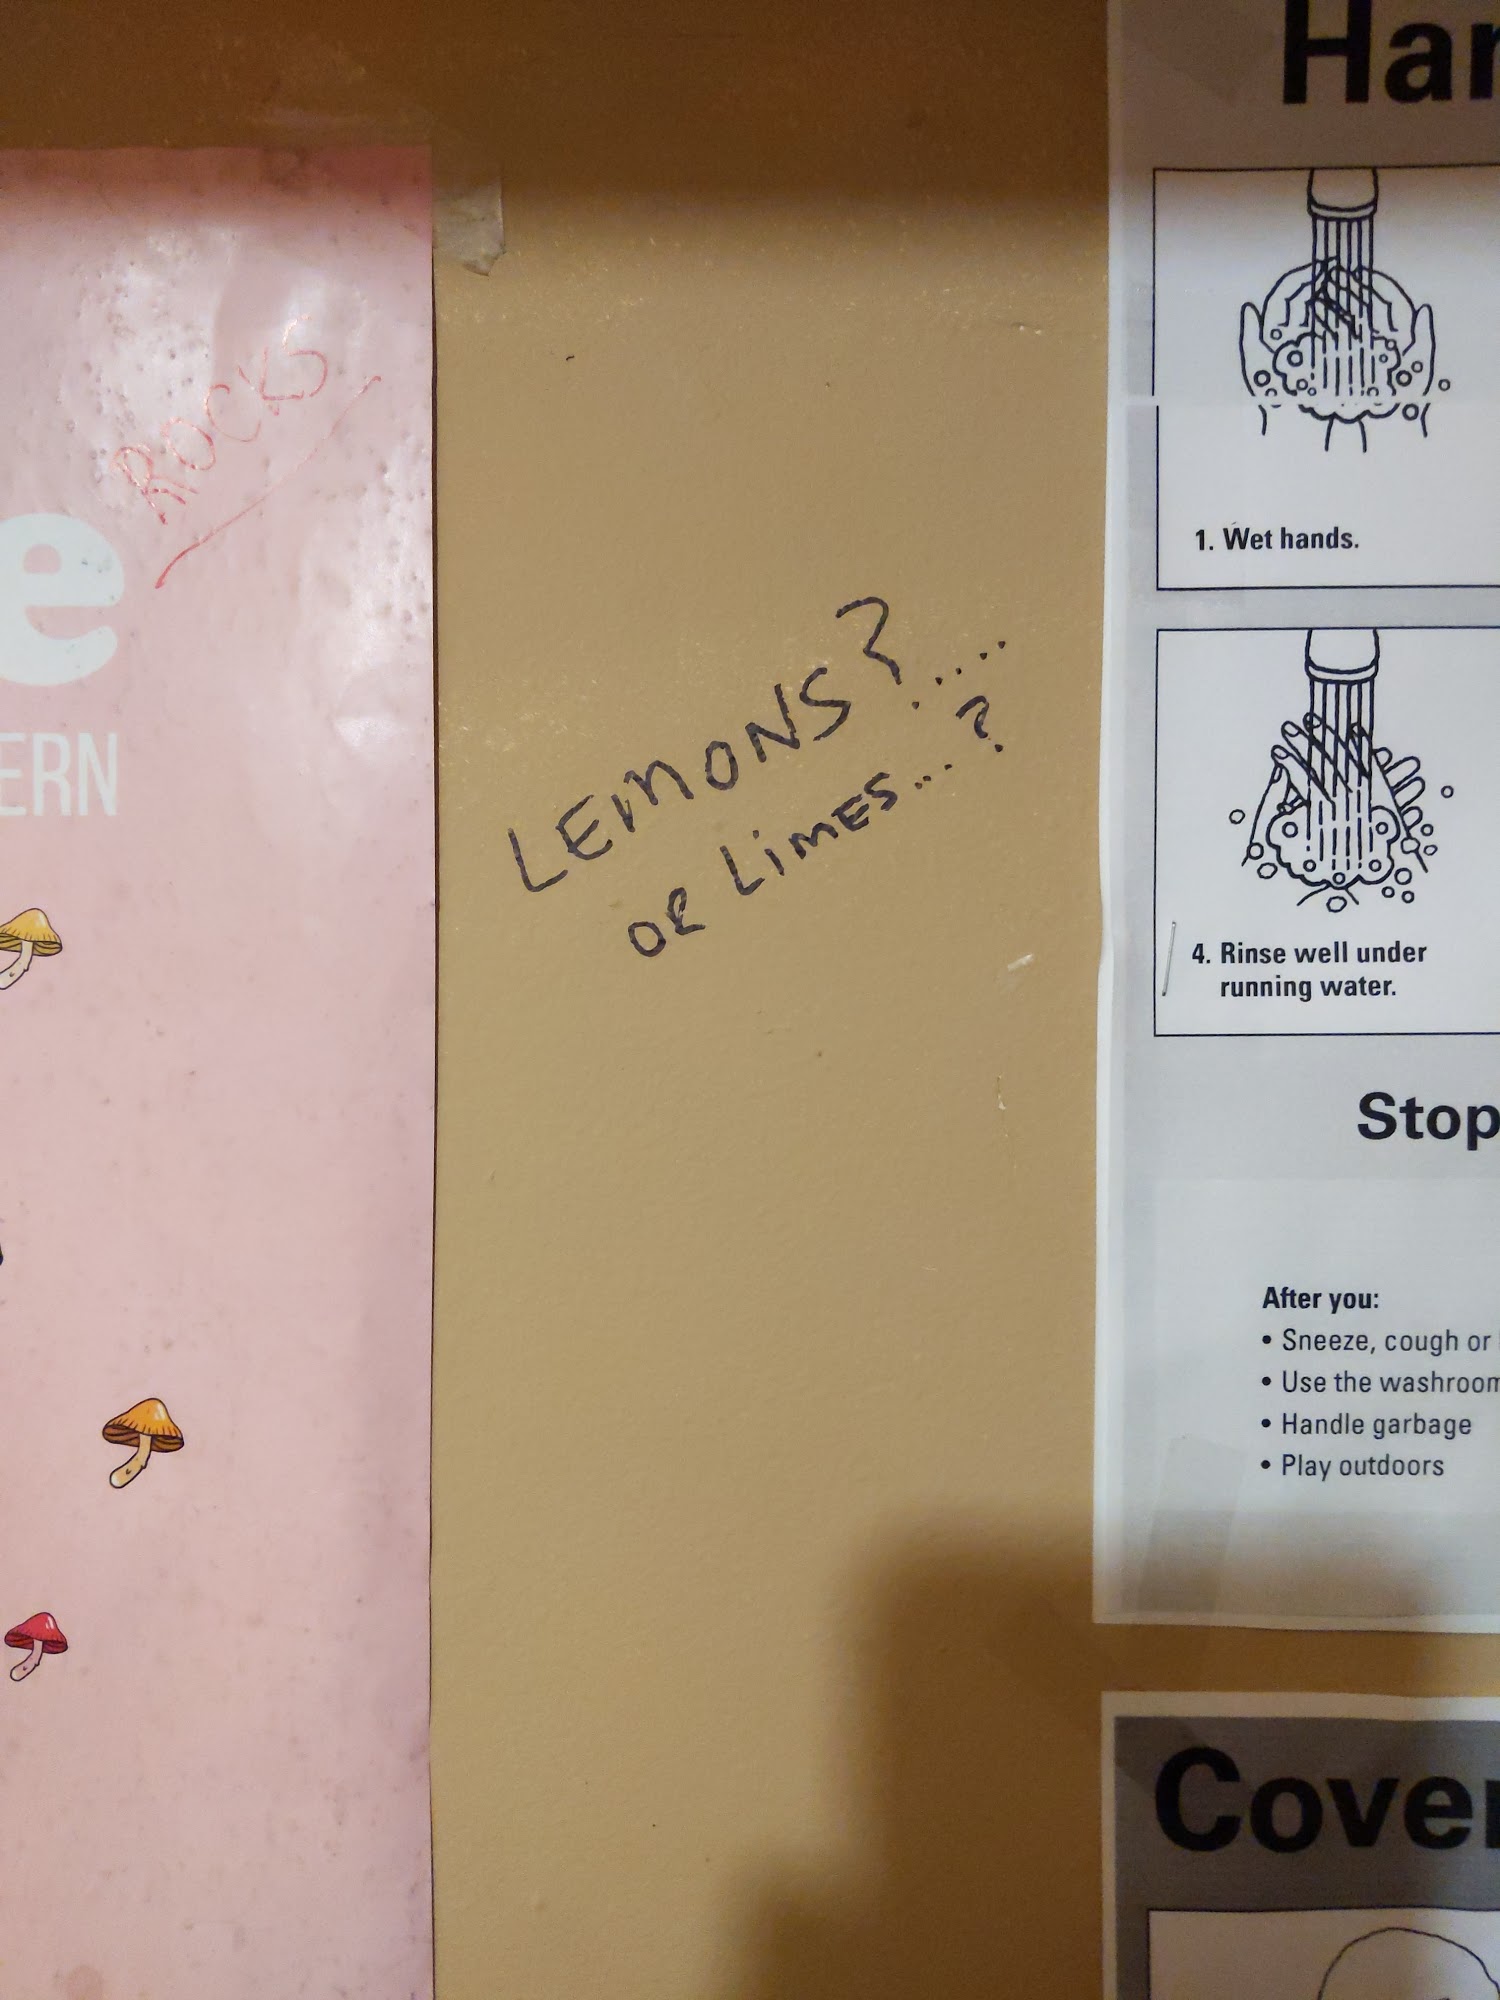 ROCKS
e
ERN
LEMONS?.....
OR LIMES...?
Har
1. Wet hands.
4. Rinse well under
running water.
Stop
After you:
• Sneeze, cough or
• Use the washroom
• Handle garbage
• Play outdoors
Cover